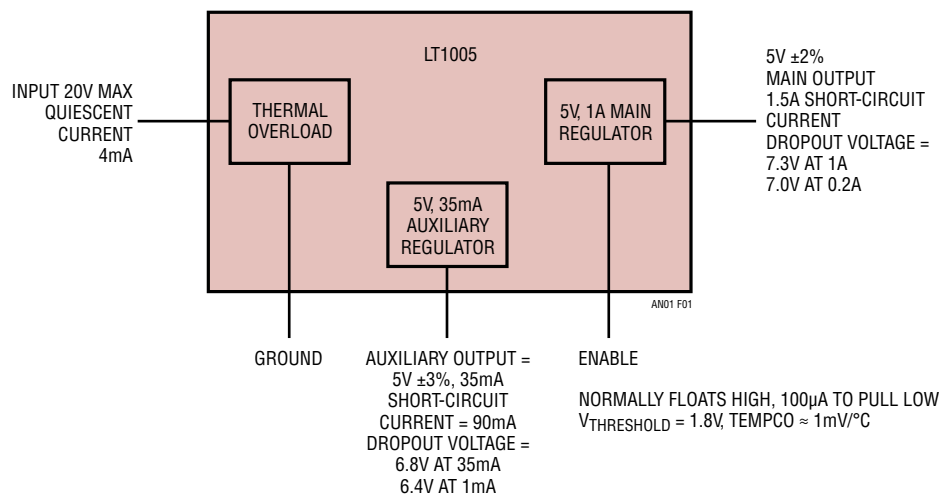 LT1005
INPUT 20V MAX
QUIESCENT
CURRENT
4mA
THERMAL
OVERLOAD
5V, 1A MAIN
REGULATOR
5V ±2%
MAIN OUTPUT
1.5A SHORT-CIRCUIT
CURRENT
DROPOUT VOLTAGE =
7.3V AT 1A
7.0V AT 0.2A
5V, 35mA
AUXILIARY
REGULATOR
AN01 F01
GROUND
AUXILIARY OUTPUT =
5V ±3%, 35mA
SHORT-CIRCUIT
CURRENT = 90mA
DROPOUT VOLTAGE =
6.8V AT 35mA
6.4V AT 1mA
ENABLE
NORMALLY FLOATS HIGH, 100µA TO PULL LOW
VTHRESHOLD = 1.8V, TEMPCO ≈ 1mV/°C